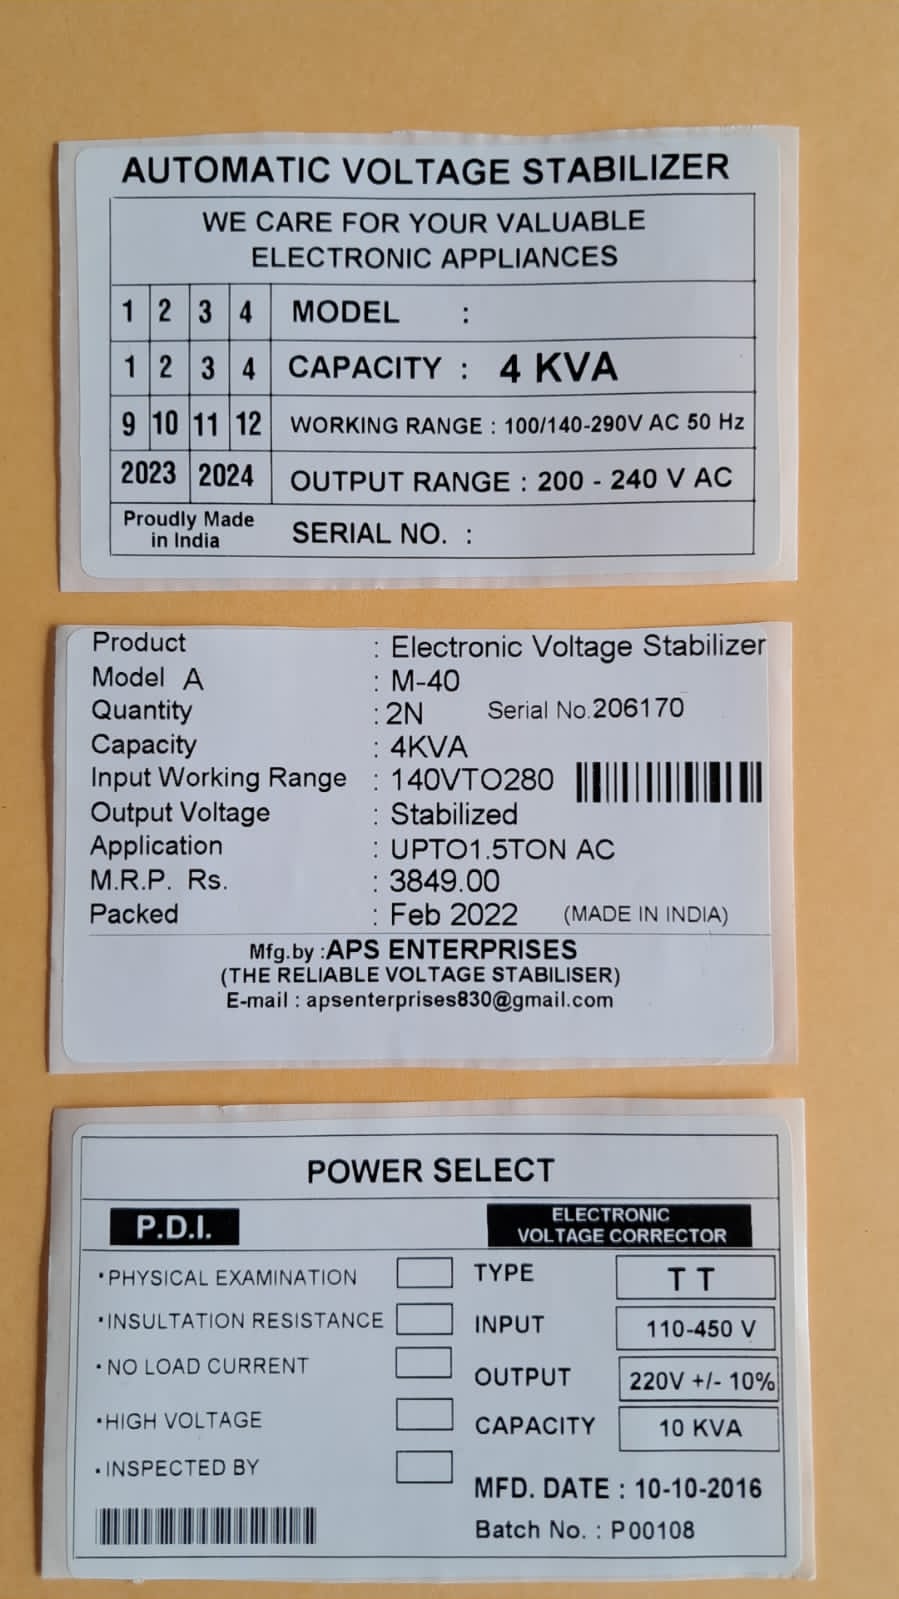 AUTOMATIC VOLTAGE STABILIZER
WE CARE FOR YOUR VALUABLE
ELECTRONIC APPLIANCES
1 2 3 4 MODEL :
1 2 3 4 CAPACITY : 4 KVA
9 10 11 12 WORKING RANGE : 100/140-290V AC 50 Hz
2023 2024 OUTPUT RANGE : 200 - 240 V AC
Proudly Made
in India
SERIAL NO. :
Product : Electronic Voltage Stabilizer
Model A : M-40
Quantity : 2N Serial No.206170
Capacity : 4KVA
Input Working Range : 140VTO280
Output Voltage : Stabilized
Application : UPTO1.5TON AC
M.R.P. Rs. : 3849.00
Packed : Feb 2022 (MADE IN INDIA)
Mfg.by :APS ENTERPRISES
(THE RELIABLE VOLTAGE STABILISER)
E-mail : apsenterprises830@gmail.com
POWER SELECT
P.D.I.
ELECTRONIC
VOLTAGE CORRECTOR
•PHYSICAL EXAMINATION
•INSULTATION RESISTANCE
•NO LOAD CURRENT
•HIGH VOLTAGE
•INSPECTED BY
TYPE T T
INPUT 110-450 V
OUTPUT 220V +/- 10%
CAPACITY 10 KVA
MFD. DATE : 10-10-2016
Batch No. : P00108